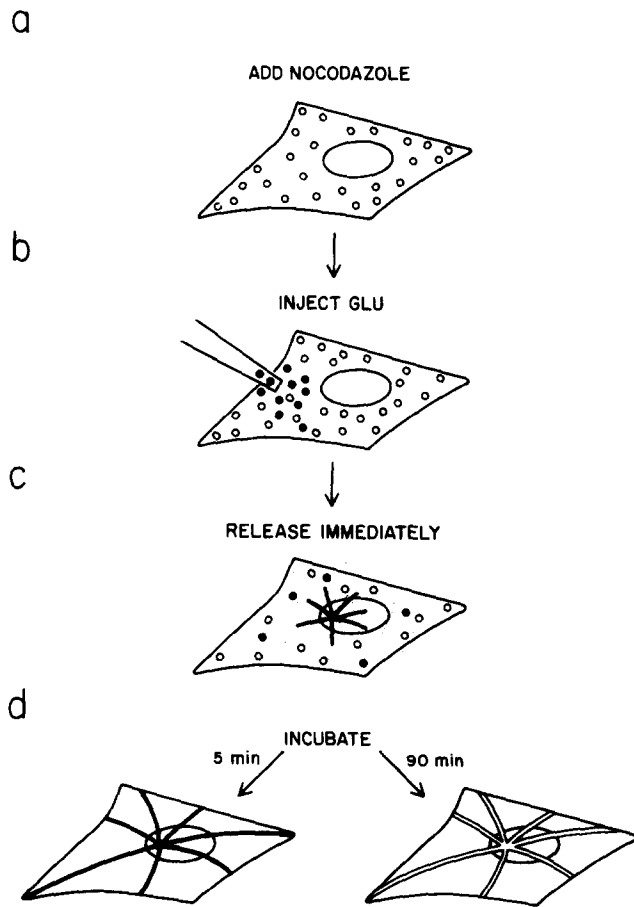 a
ADD NOCODAZOLE
b
INJECT GLU
c
RELEASE IMMEDIATELY
d
INCUBATE
5 min
90 min